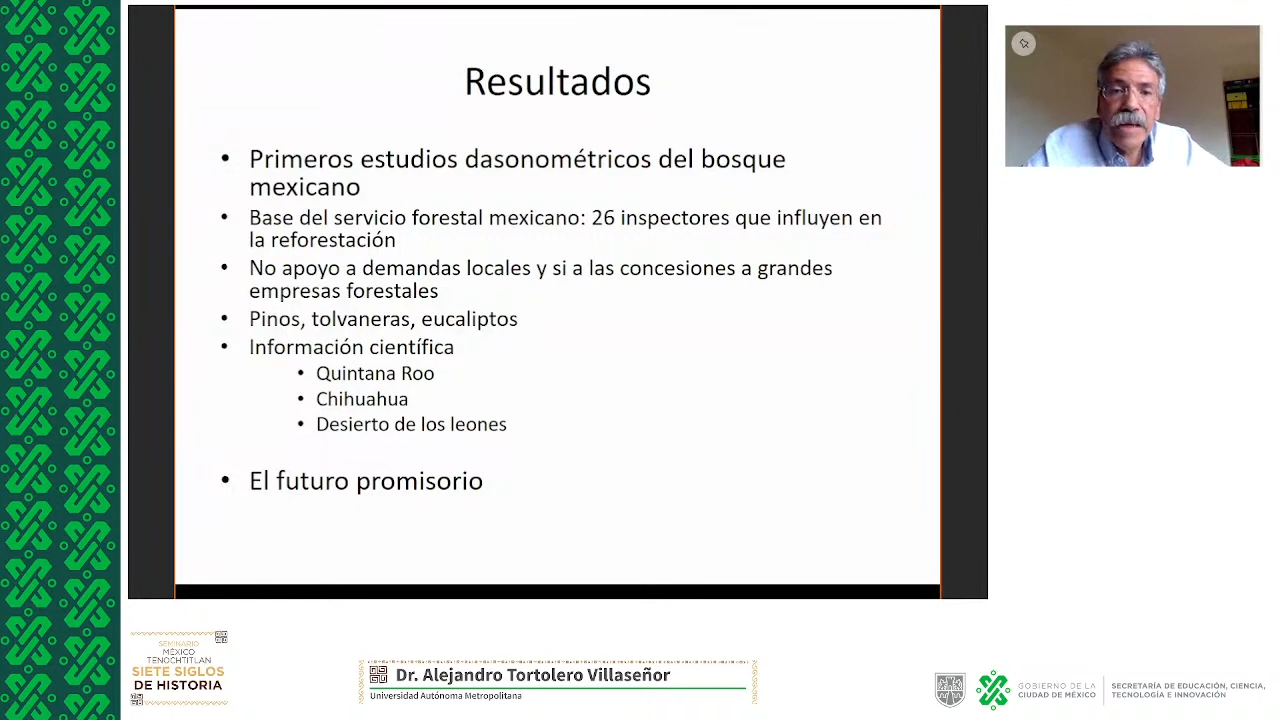 Resultados
• Primeros estudios dasonométricos del bosque
mexicano
• Base del servicio forestal mexicano: 26 inspectores que influyen en
la reforestación
• No apoyo a demandas locales y si a las concesiones a grandes
empresas forestales
• Pinos, tolvaneras, eucaliptos
• Información científica
• Quintana Roo
• Chihuahua
• Desierto de los leones
• El futuro promisorio
SEMINARIO
MÉXICO
TENOCHTITLAN
SIETE SIGLOS
DE HISTORIA
Dr. Alejandro Tortolero Villaseñor
Universidad Autónoma Metropolitana
GOBIERNO DE LA
CIUDAD DE MÉXICO
SECRETARÍA DE EDUCACIÓN, CIENCIA,
TECNOLOGÍA E INNOVACIÓN